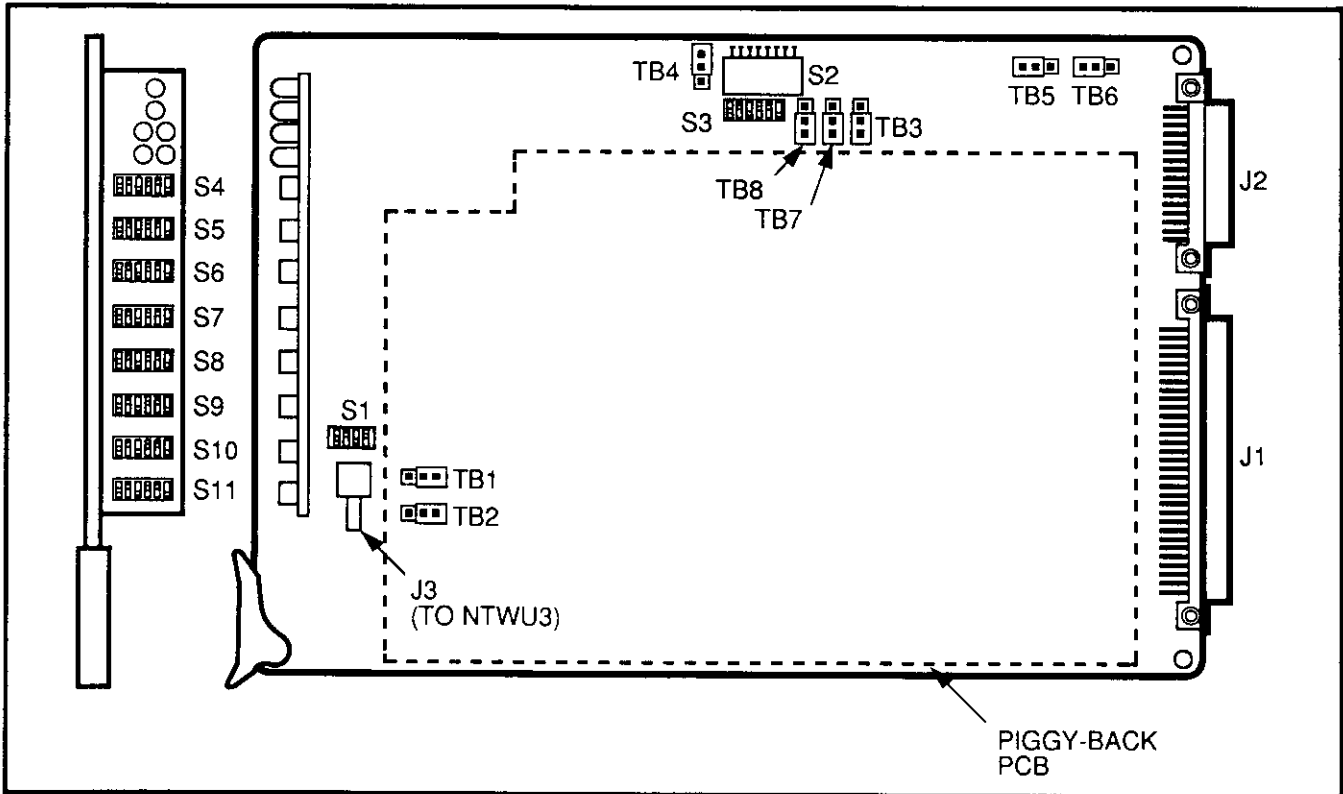 TB4
S2
S3
TB3
TB8
TB7
TB5
TB6
J2
S4
S5
S6
S7
S8
S9
S10
S11
S1
TB1
TB2
J1
J3
(TO NTWU3)
PIGGY-BACK
PCB